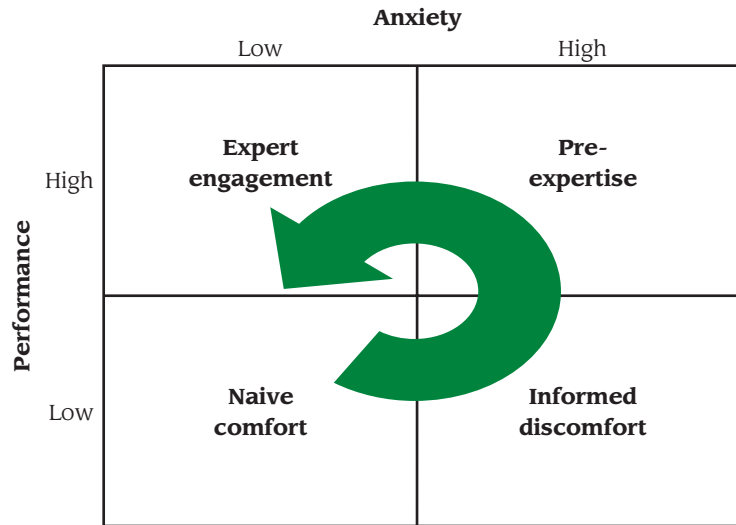 Anxiety
Low
High
Expert
engagement
Pre-
expertise
High
Performance
Low
Naive
comfort
Informed
discomfort